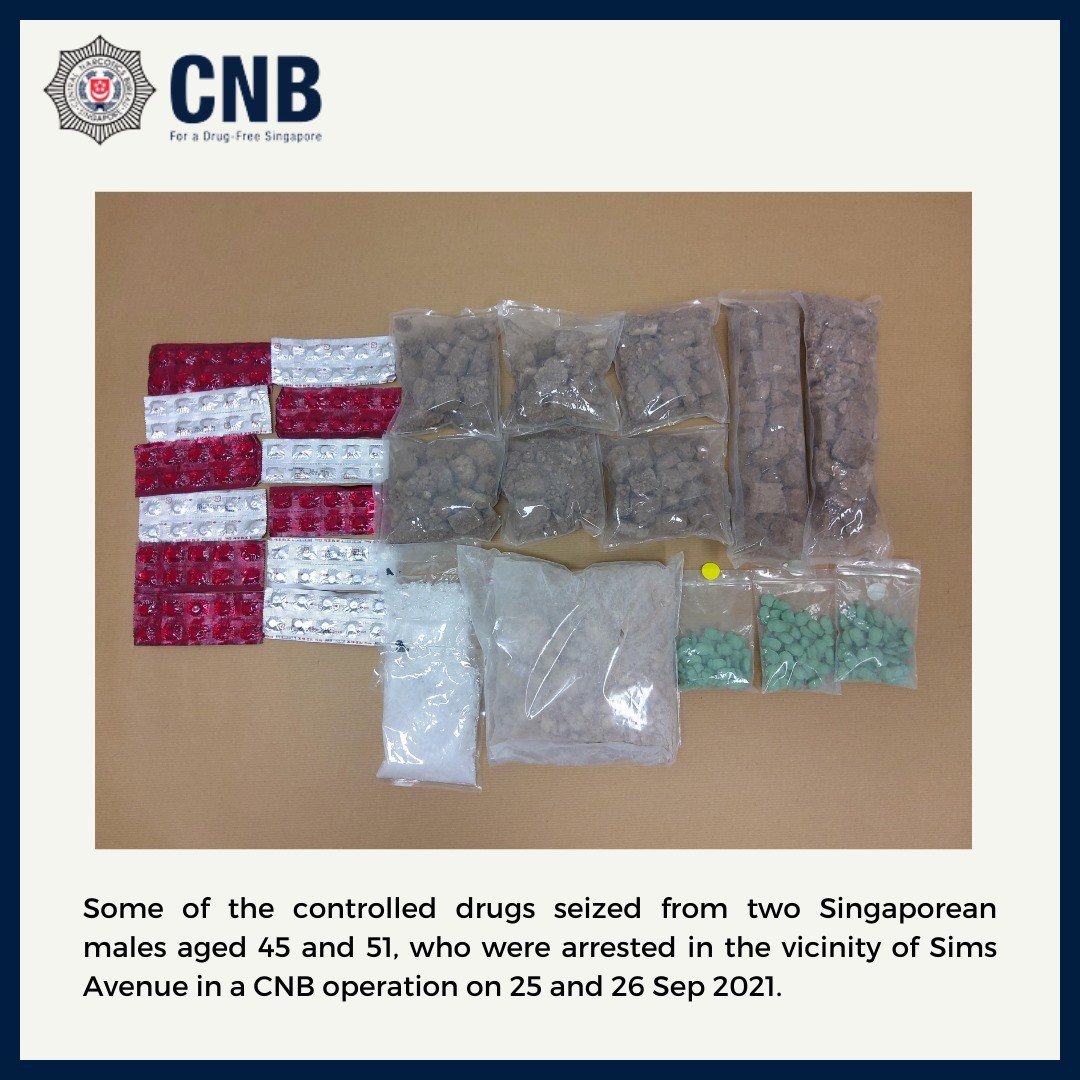 CENTRAL NARCOTICS BUREAU
SINGAPORE
CNB
For a Drug-Free Singapore
Some of the controlled drugs seized from two Singaporean
males aged 45 and 51, who were arrested in the vicinity of Sims
Avenue in a CNB operation on 25 and 26 Sep 2021.